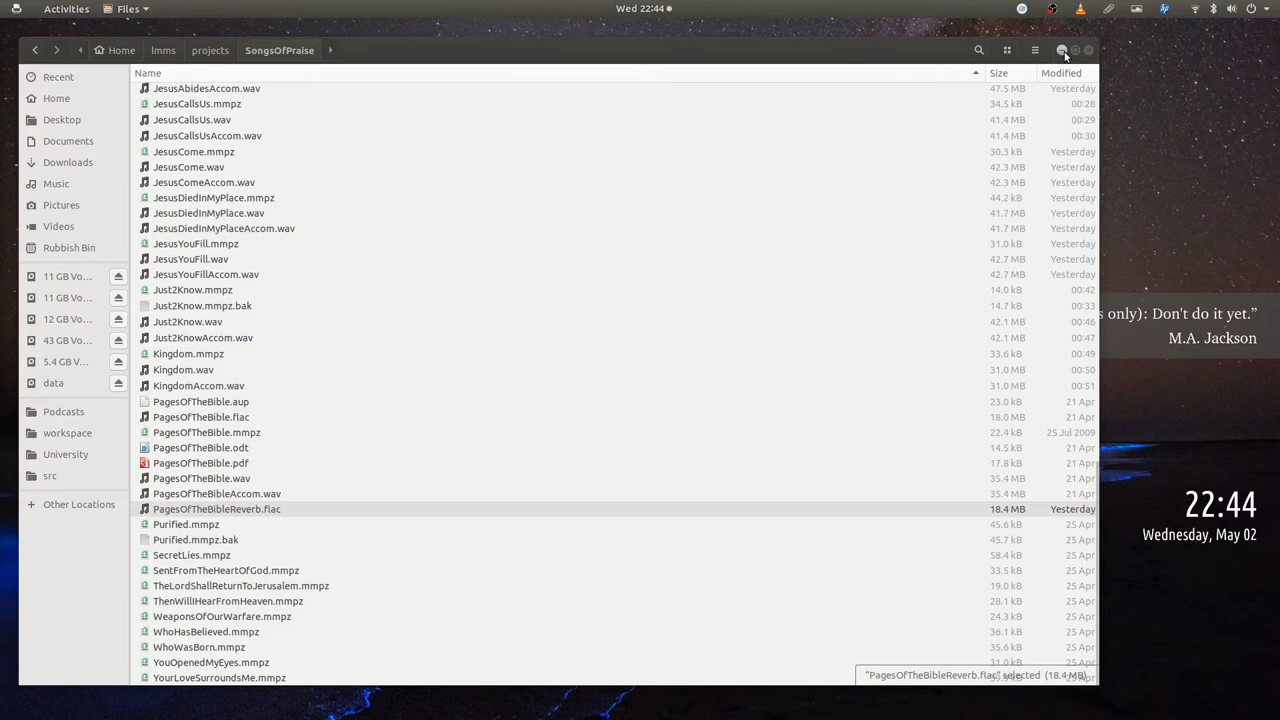 Activities Files Wed 22:44
Home lmms projects SongsOfPraise
Name Size Modified
Recent
Home
Desktop
Documents
Downloads
Music
Pictures
Videos
Rubbish Bin
11 GB Vo...
11 GB Vo...
12 GB Vo...
43 GB Vo...
5.4 GB V...
data
Podcasts
workspace
University
src
Other Locations
JesusAbidesAccom.wav 47.5 MB Yesterday
JesusCallsUs.mmpz 34.5 kB 00:28
JesusCallsUs.wav 41.4 MB 00:29
JesusCallsUsAccom.wav 41.4 MB 00:30
JesusCome.mmpz 30.3 kB Yesterday
JesusCome.wav 42.3 MB Yesterday
JesusComeAccom.wav 42.3 MB Yesterday
JesusDiedInMyPlace.mmpz 44.2 kB Yesterday
JesusDiedInMyPlace.wav 41.7 MB Yesterday
JesusDiedInMyPlaceAccom.wav 41.7 MB Yesterday
JesusYouFill.mmpz 31.0 kB Yesterday
JesusYouFill.wav 42.7 MB Yesterday
JesusYouFillAccom.wav 42.7 MB Yesterday
Just2Know.mmpz 14.0 kB 00:42
Just2Know.mmpz.bak 14.7 kB 00:33
Just2Know.wav 42.1 MB 00:46
Just2KnowAccom.wav 42.1 MB 00:47
Kingdom.mmpz 33.6 kB 00:49
Kingdom.wav 31.0 MB 00:50
KingdomAccom.wav 31.0 MB 00:51
PagesOfTheBible.aup 23.0 kB 21 Apr
PagesOfTheBible.flac 18.0 MB 21 Apr
PagesOfTheBible.mmpz 22.4 kB 25 Jul 2009
PagesOfTheBible.odt 14.5 kB 21 Apr
PagesOfTheBible.pdf 17.8 kB 21 Apr
PagesOfTheBible.wav 35.4 MB 21 Apr
PagesOfTheBibleAccom.wav 35.4 MB 21 Apr
PagesOfTheBibleReverb.flac 18.4 MB Yesterday
Purified.mmpz 45.6 kB 25 Apr
Purified.mmpz.bak 45.7 kB 25 Apr
SecretLies.mmpz 58.4 kB 25 Apr
SentFromTheHeartOfGod.mmpz 33.5 kB 25 Apr
TheLordShallReturnToJerusalem.mmpz 19.0 kB 25 Apr
ThenWillIHearFromHeaven.mmpz 28.1 kB 25 Apr
WeaponsOfOurWarfare.mmpz 24.3 kB 25 Apr
WhoHasBelieved.mmpz 36.1 kB 25 Apr
WhoWasBorn.mmpz 35.6 kB 25 Apr
YouOpenedMyEyes.mmpz 31.0 kB 25 Apr
YourLoveSurroundsMe.mmpz
"PagesOfTheBibleReverb.flac" selected (18.4 MB)
s only): Don't do it yet.”
M.A. Jackson
22:44
Wednesday, May 02